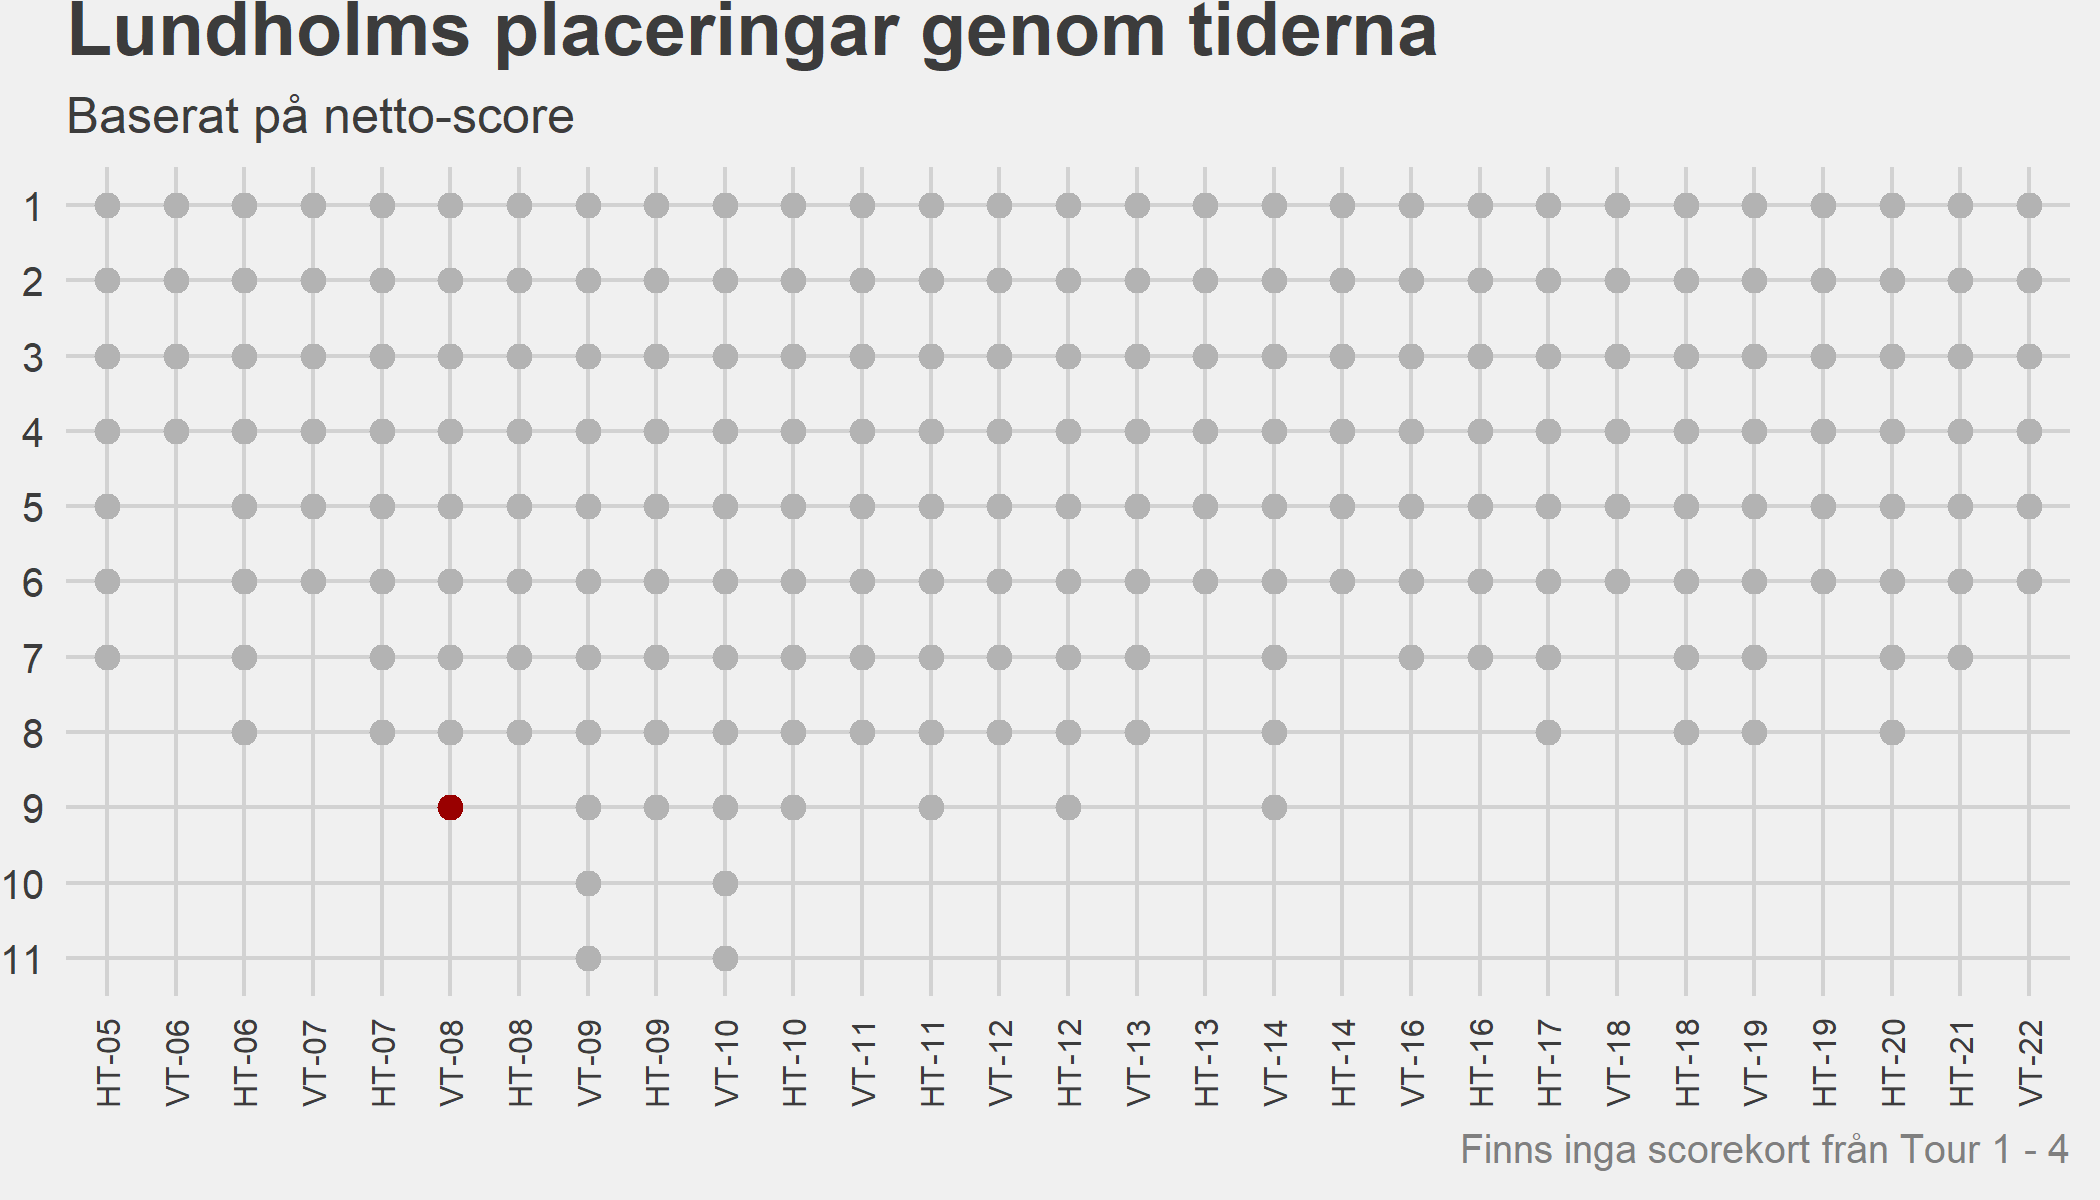 Lundholms placeringar genom tiderna
Baserat på netto-score
1
2
3
4
5
6
7
8
9
10
11
HT-05
VT-06
HT-06
VT-07
HT-07
VT-08
HT-08
VT-09
HT-09
VT-10
HT-10
VT-11
HT-11
VT-12
HT-12
VT-13
HT-13
VT-14
HT-14
VT-16
HT-16
HT-17
VT-18
HT-18
VT-19
HT-19
HT-20
HT-21
VT-22
Finns inga scorekort från Tour 1 - 4